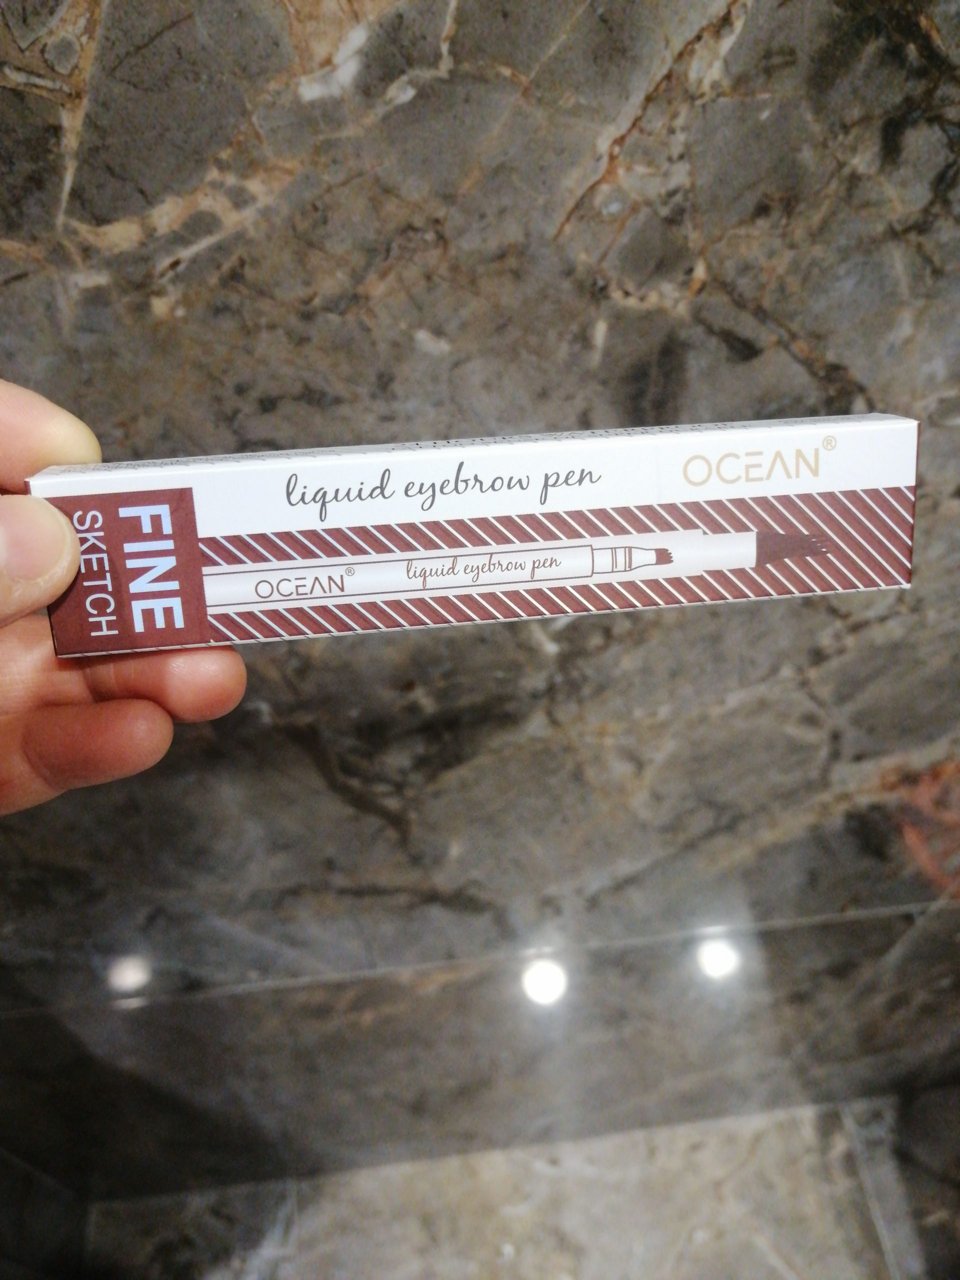 liquid eyebrow pen
OCEAN®
FINE
SKETCH
OCEAN®
liquid eyebrow pen